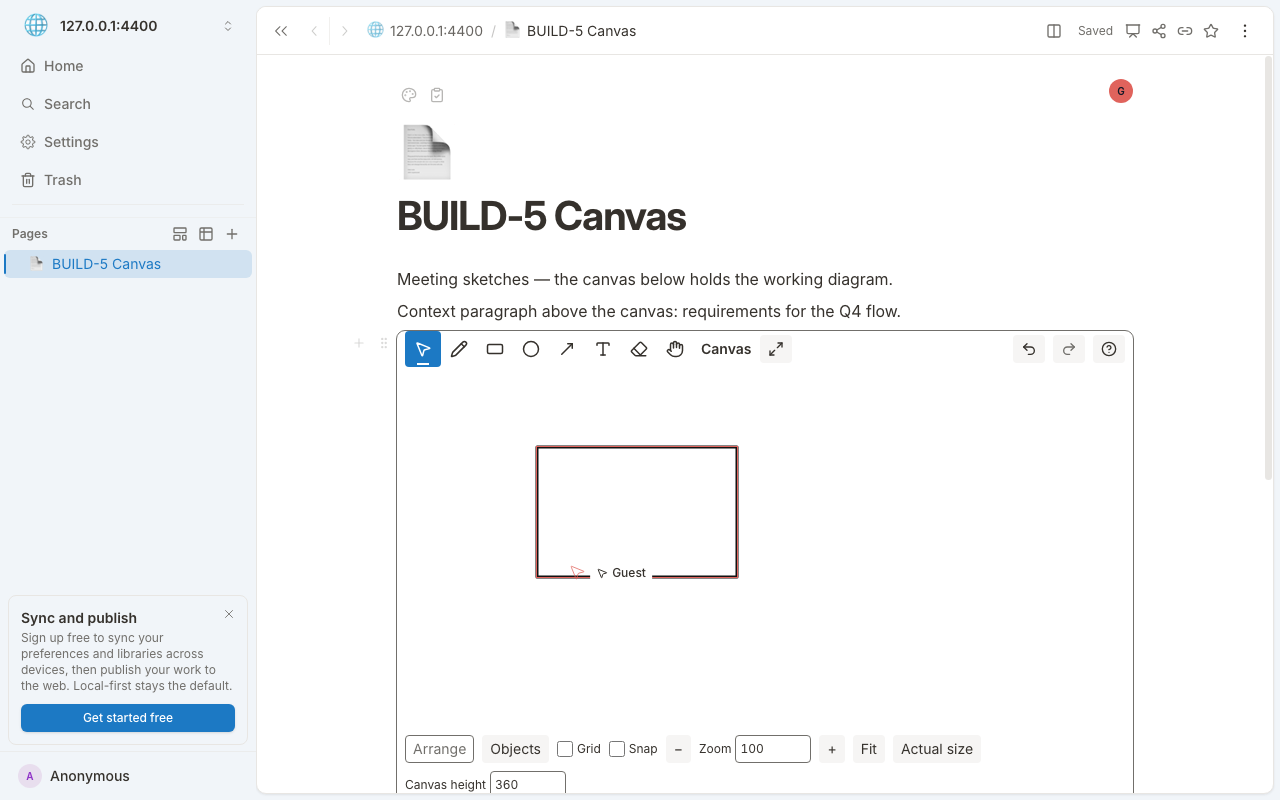 127.0.0.1:4400
Home
Search
Settings
Trash
Pages
BUILD-5 Canvas
Sync and publish
Sign up free to sync your
preferences and libraries across
devices, then publish your work to
the web. Local-first stays the default.
Get started free
A
Anonymous
127.0.0.1:4400 / BUILD-5 Canvas
Saved
G
BUILD-5 Canvas
Meeting sketches — the canvas below holds the working diagram.
Context paragraph above the canvas: requirements for the Q4 flow.
Canvas
Guest
Arrange Objects Grid Snap − Zoom 100 + Fit Actual size
Canvas height 360